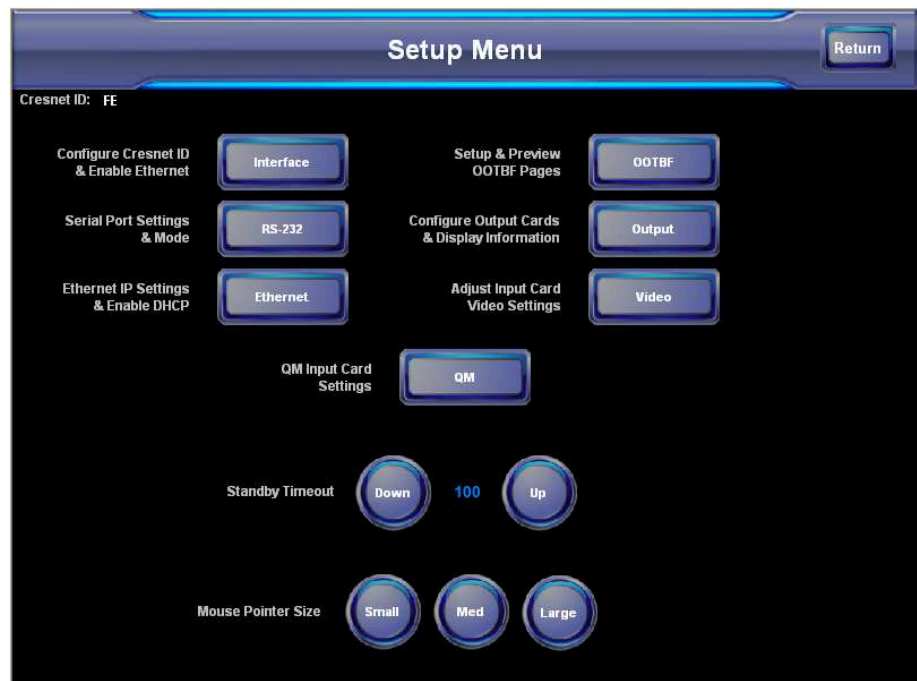 Setup Menu
Return
Cresnet ID: FE
Configure Cresnet ID
& Enable Ethernet
Interface
Setup & Preview
OOTBF Pages
OOTBF
Serial Port Settings
& Mode
RS-232
Configure Output Cards
& Display Information
Output
Ethernet IP Settings
& Enable DHCP
Ethernet
Adjust Input Card
Video Settings
Video
QM Input Card
Settings
QM
Standby Timeout
Down
100
Up
Mouse Pointer Size
Small
Med
Large